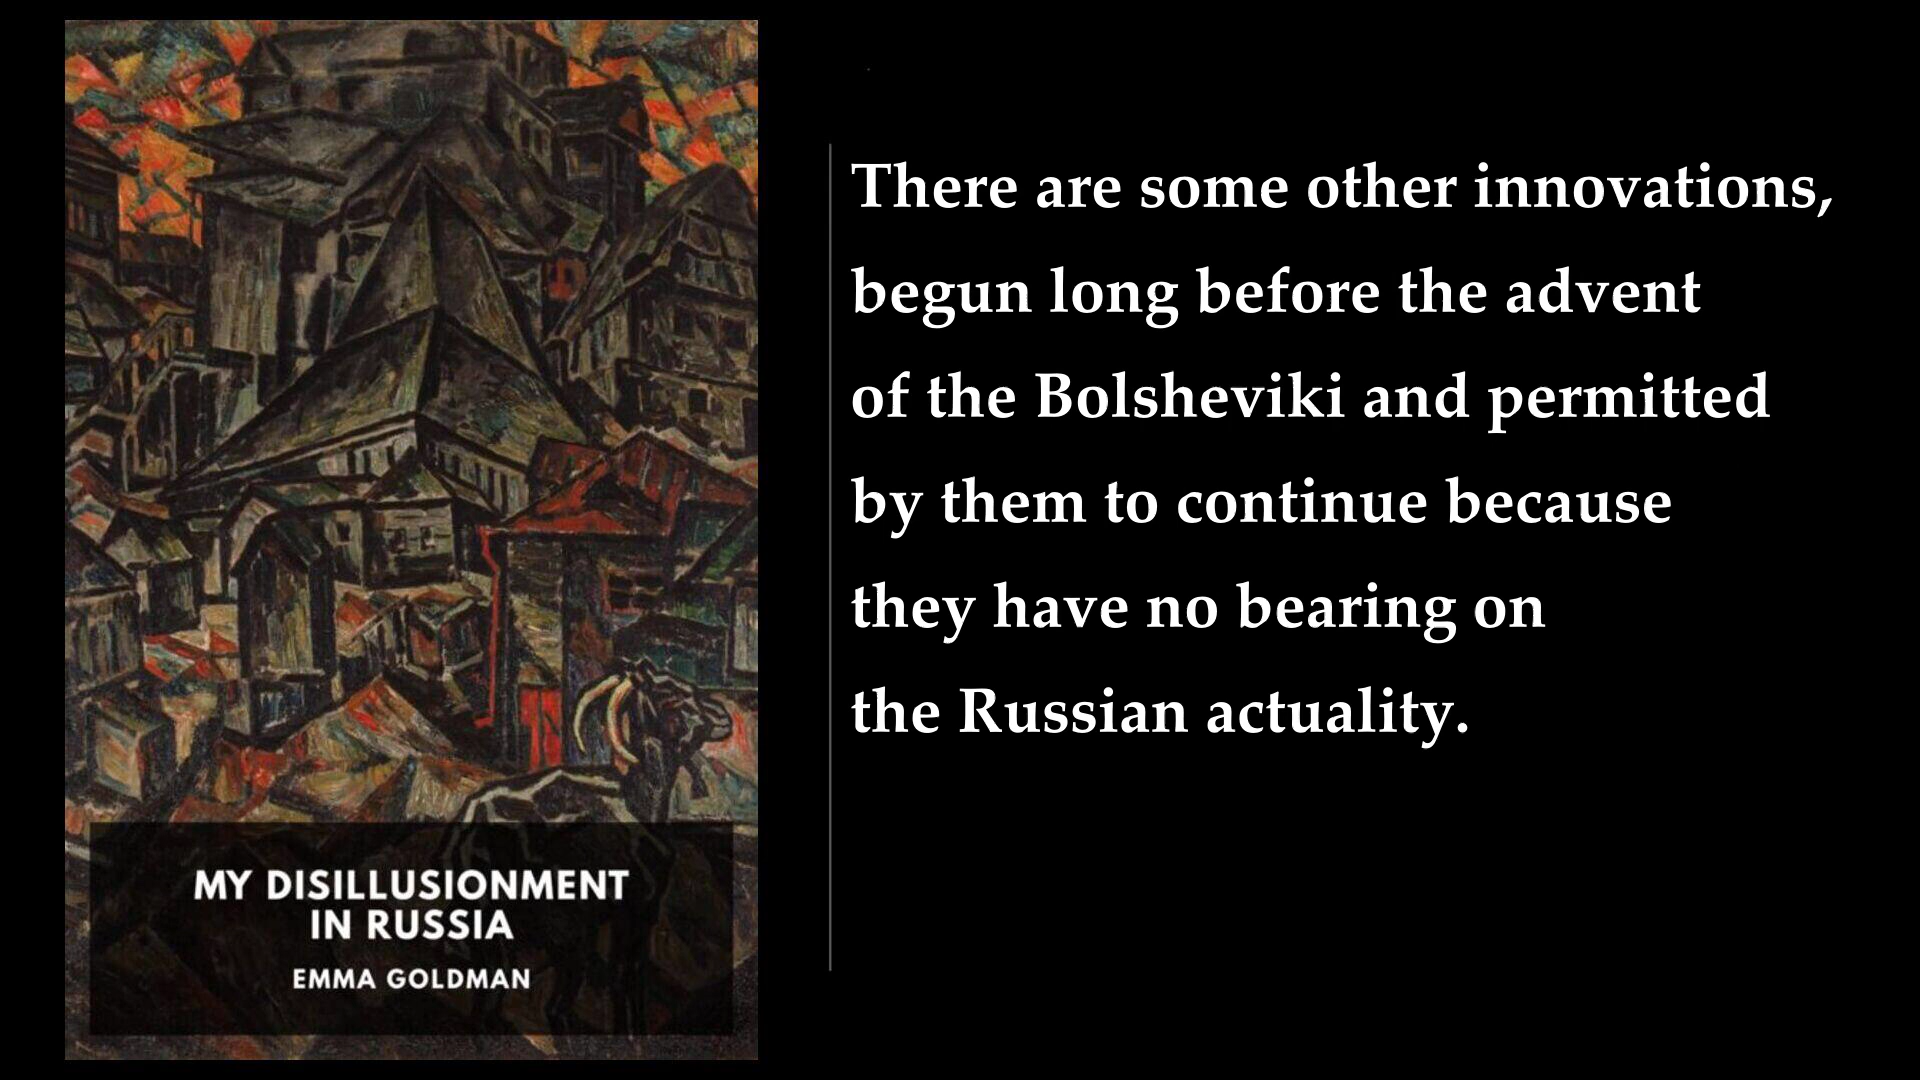 MY DISILLUSIONMENT
IN RUSSIA
EMMA GOLDMAN
There are some other innovations,
begun long before the advent
of the Bolsheviki and permitted
by them to continue because
they have no bearing on
the Russian actuality.